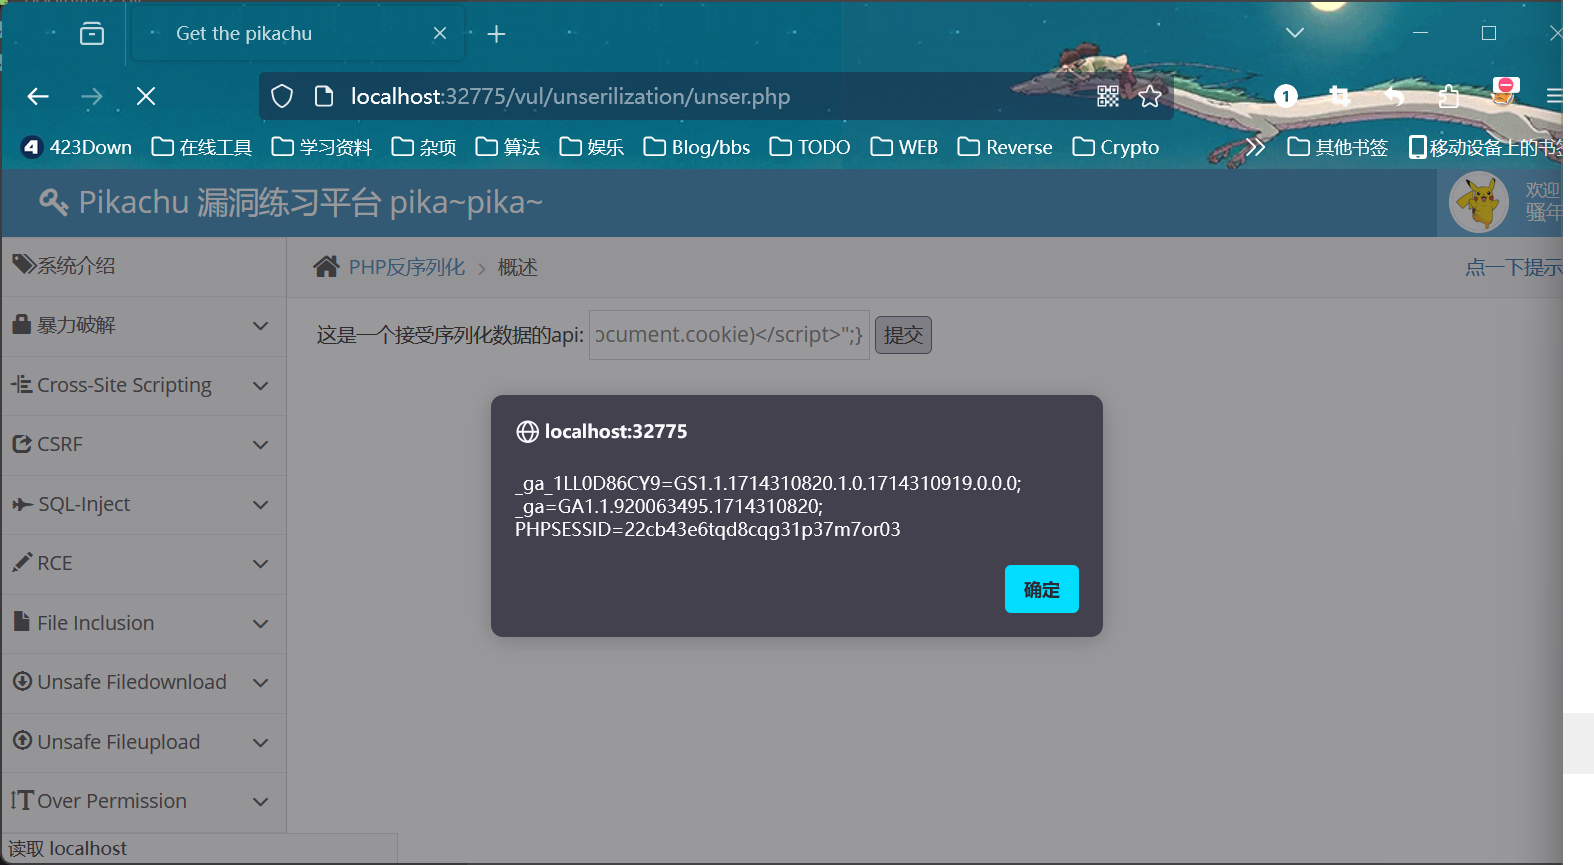 Get the pikachu
localhost:32775/vul/unserilization/unser.php
1
423Down 在线工具 学习资料 杂项 算法 娱乐 Blog/bbs TODO WEB Reverse Crypto 其他书签 移动设备上的书签
Pikachu 漏洞练习平台 pika~pika~
欢迎
骚年
系统介绍
暴力破解
Cross-Site Scripting
CSRF
SQL-Inject
RCE
File Inclusion
Unsafe Filedownload
Unsafe Fileupload
Over Permission
PHP反序列化 > 概述
点一下提示
这是一个接受序列化数据的api: ocument.cookie)</script>";} 提交
localhost:32775
_ga_1LL0D86CY9=GS1.1.1714310820.1.0.1714310919.0.0.0;
_ga=GA1.1.920063495.1714310820;
PHPSESSID=22cb43e6tqd8cqg31p37m7or03
确定
读取 localhost